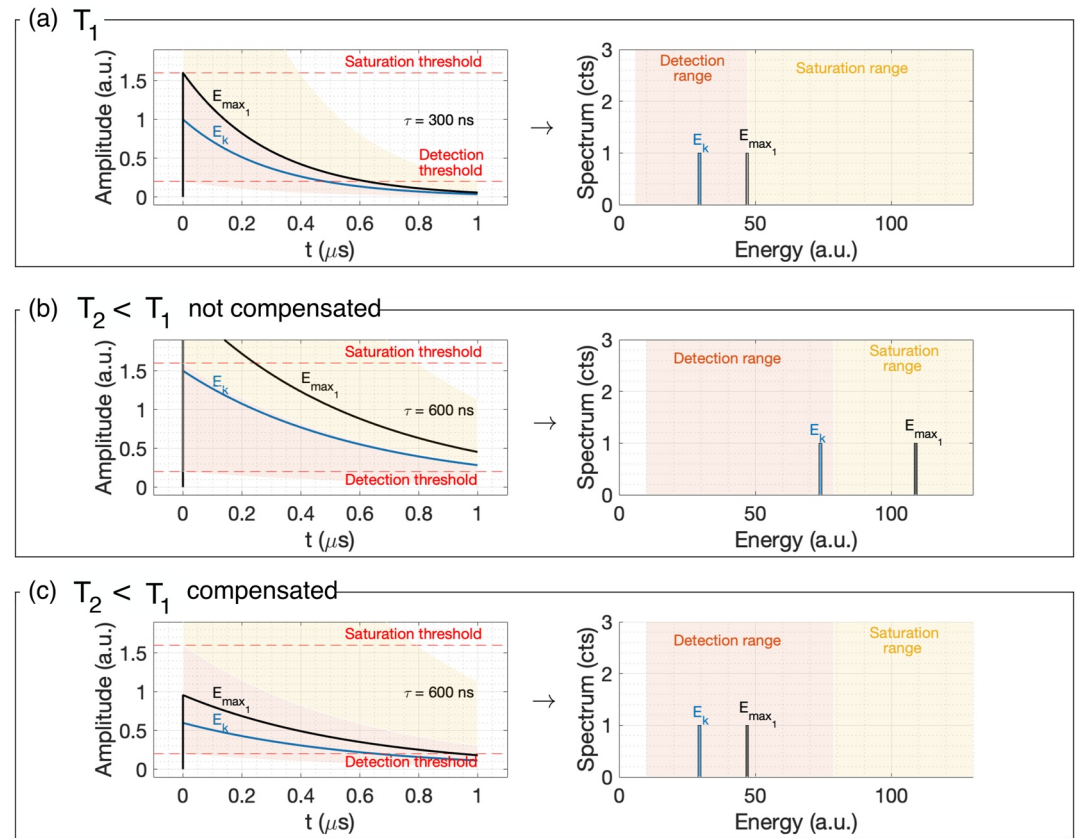 (a) T₁
Amplitude (a.u.)
1.5
1
0.5
0
Saturation threshold
Eₘₐₓ₁
Eₖ
τ = 300 ns
Detection
threshold
0 0.2 0.4 0.6 0.8 1
t (μs)
→
Spectrum (cts)
3
2
1
0
Detection
range
Saturation range
Eₖ
Eₘₐₓ₁
0 50 100
Energy (a.u.)
(b) T₂ < T₁ not compensated
Amplitude (a.u.)
1.5
1
0.5
0
Saturation threshold
Eₖ
Eₘₐₓ₁
τ = 600 ns
Detection threshold
0 0.2 0.4 0.6 0.8 1
t (μs)
→
Spectrum (cts)
3
2
1
0
Detection range
Saturation
range
Eₖ
Eₘₐₓ₁
0 50 100
Energy (a.u.)
(c) T₂ < T₁ compensated
Amplitude (a.u.)
1.5
1
0.5
0
Saturation threshold
Eₘₐₓ₁
Eₖ
τ = 600 ns
Detection threshold
0 0.2 0.4 0.6 0.8 1
t (μs)
→
Spectrum (cts)
3
2
1
0
Detection range
Saturation
range
Eₖ
Eₘₐₓ₁
0 50 100
Energy (a.u.)